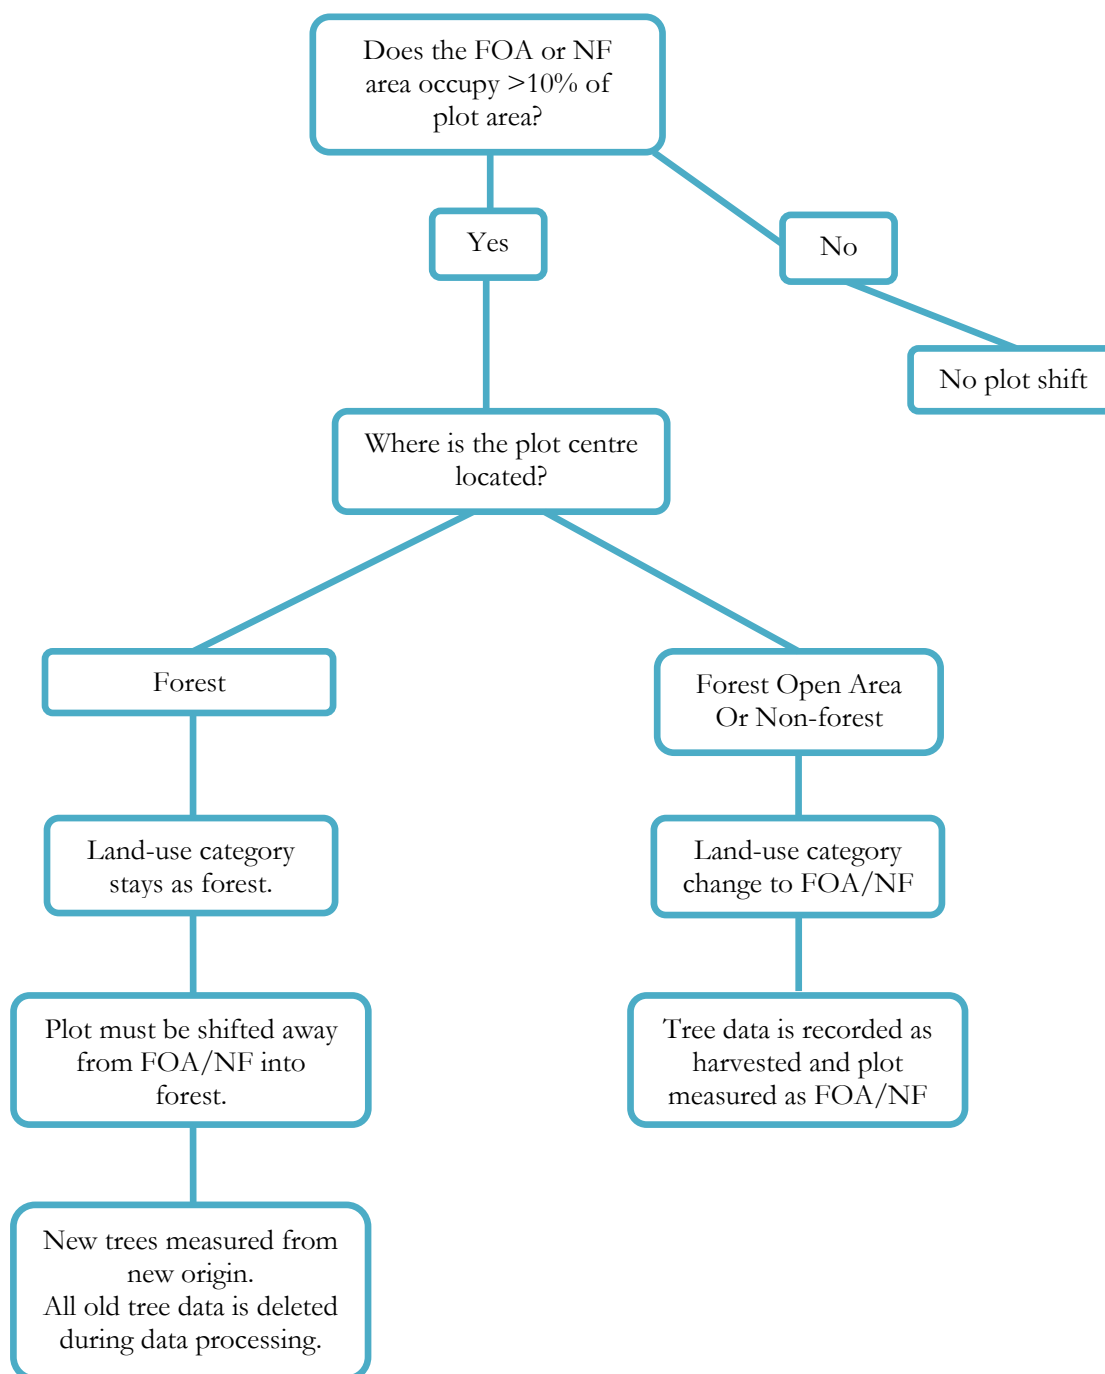 Does the FOA or NF
area occupy >10% of
plot area?
Yes
No
No plot shift
Where is the plot centre
located?
Forest
Forest Open Area
Or Non-forest
Land-use category
stays as forest.
Land-use category
change to FOA/NF
Plot must be shifted away
from FOA/NF into
forest.
Tree data is recorded as
harvested and plot
measured as FOA/NF
New trees measured from
new origin.
All old tree data is deleted
during data processing.